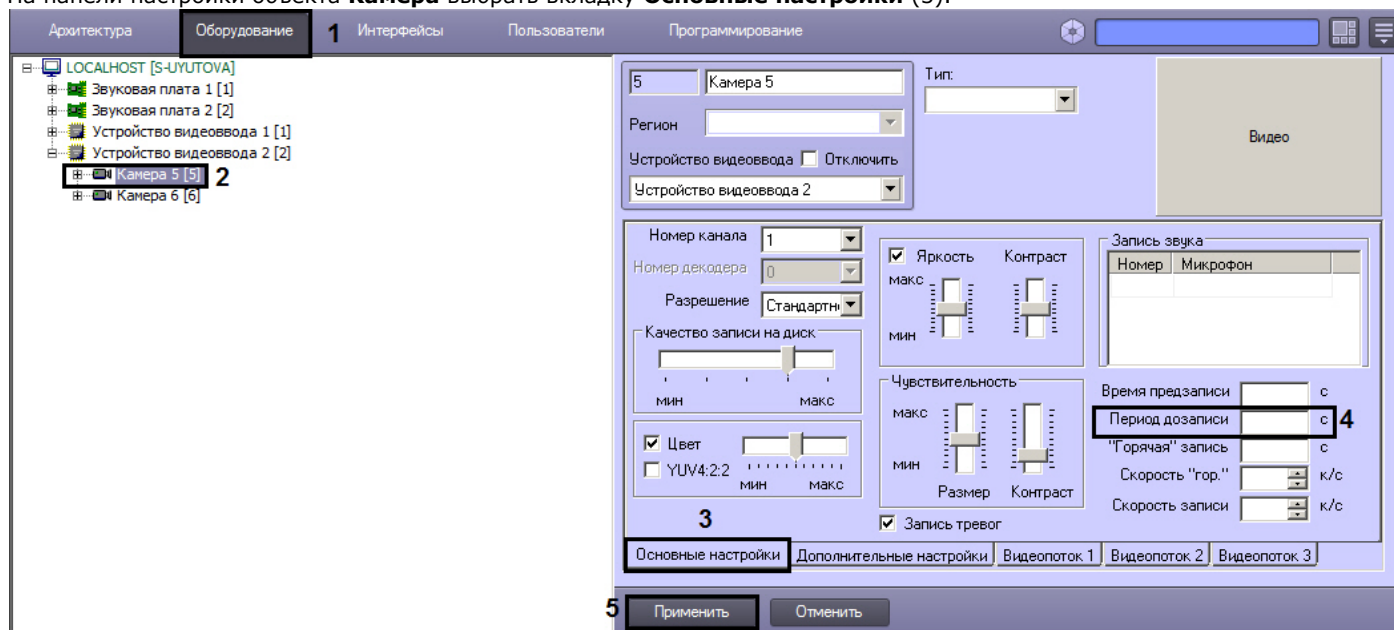 На панели настройки объекта Камера выбрать вкладку Основные настройки (3).
Архитектура Оборудование 1 Интерфейсы Пользователи Программирование
LOCALHOST [S-UYUTOVA]
Звуковая плата 1 [1]
Звуковая плата 2 [2]
Устройство видеоввода 1 [1]
Устройство видеоввода 2 [2]
Камера 5 [5] 2
Камера 6 [6]
5 Камера 5
Тип:
Регион
Устройство видеоввода Отключить
Устройство видеоввода 2
Видео
Номер канала 1
Номер декодера 0
Разрешение Стандартн
Качество записи на диск
мин макс
Цвет
YUV4:2:2
мин макс
Яркость Контраст
макс
мин
Чувствительность
макс
мин
Размер Контраст
Запись тревог
Запись звука
Номер Микрофон
Время предзаписи с
Период дозаписи с 4
"Горячая" запись с
Скорость "гор." к/с
Скорость записи к/с
3
Основные настройки Дополнительные настройки Видеопоток 1 Видеопоток 2 Видеопоток 3
5 Применить Отменить